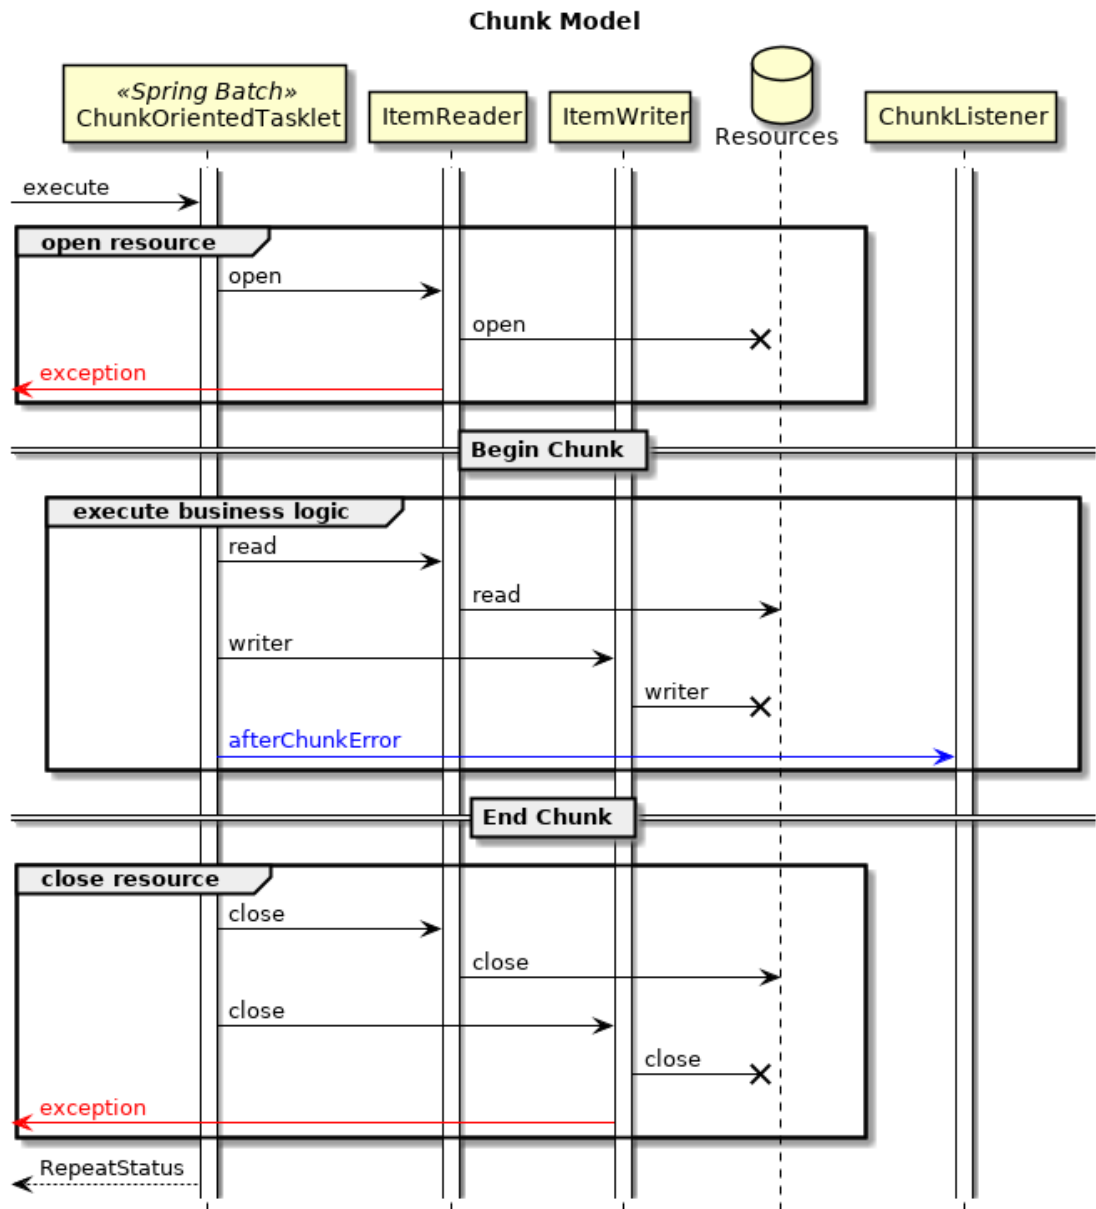 Chunk Model
«Spring Batch»
ChunkOrientedTasklet
ItemReader
ItemWriter
Resources
ChunkListener
execute
open resource
open
open
exception
Begin Chunk
execute business logic
read
read
writer
writer
afterChunkError
End Chunk
close resource
close
close
close
close
exception
RepeatStatus